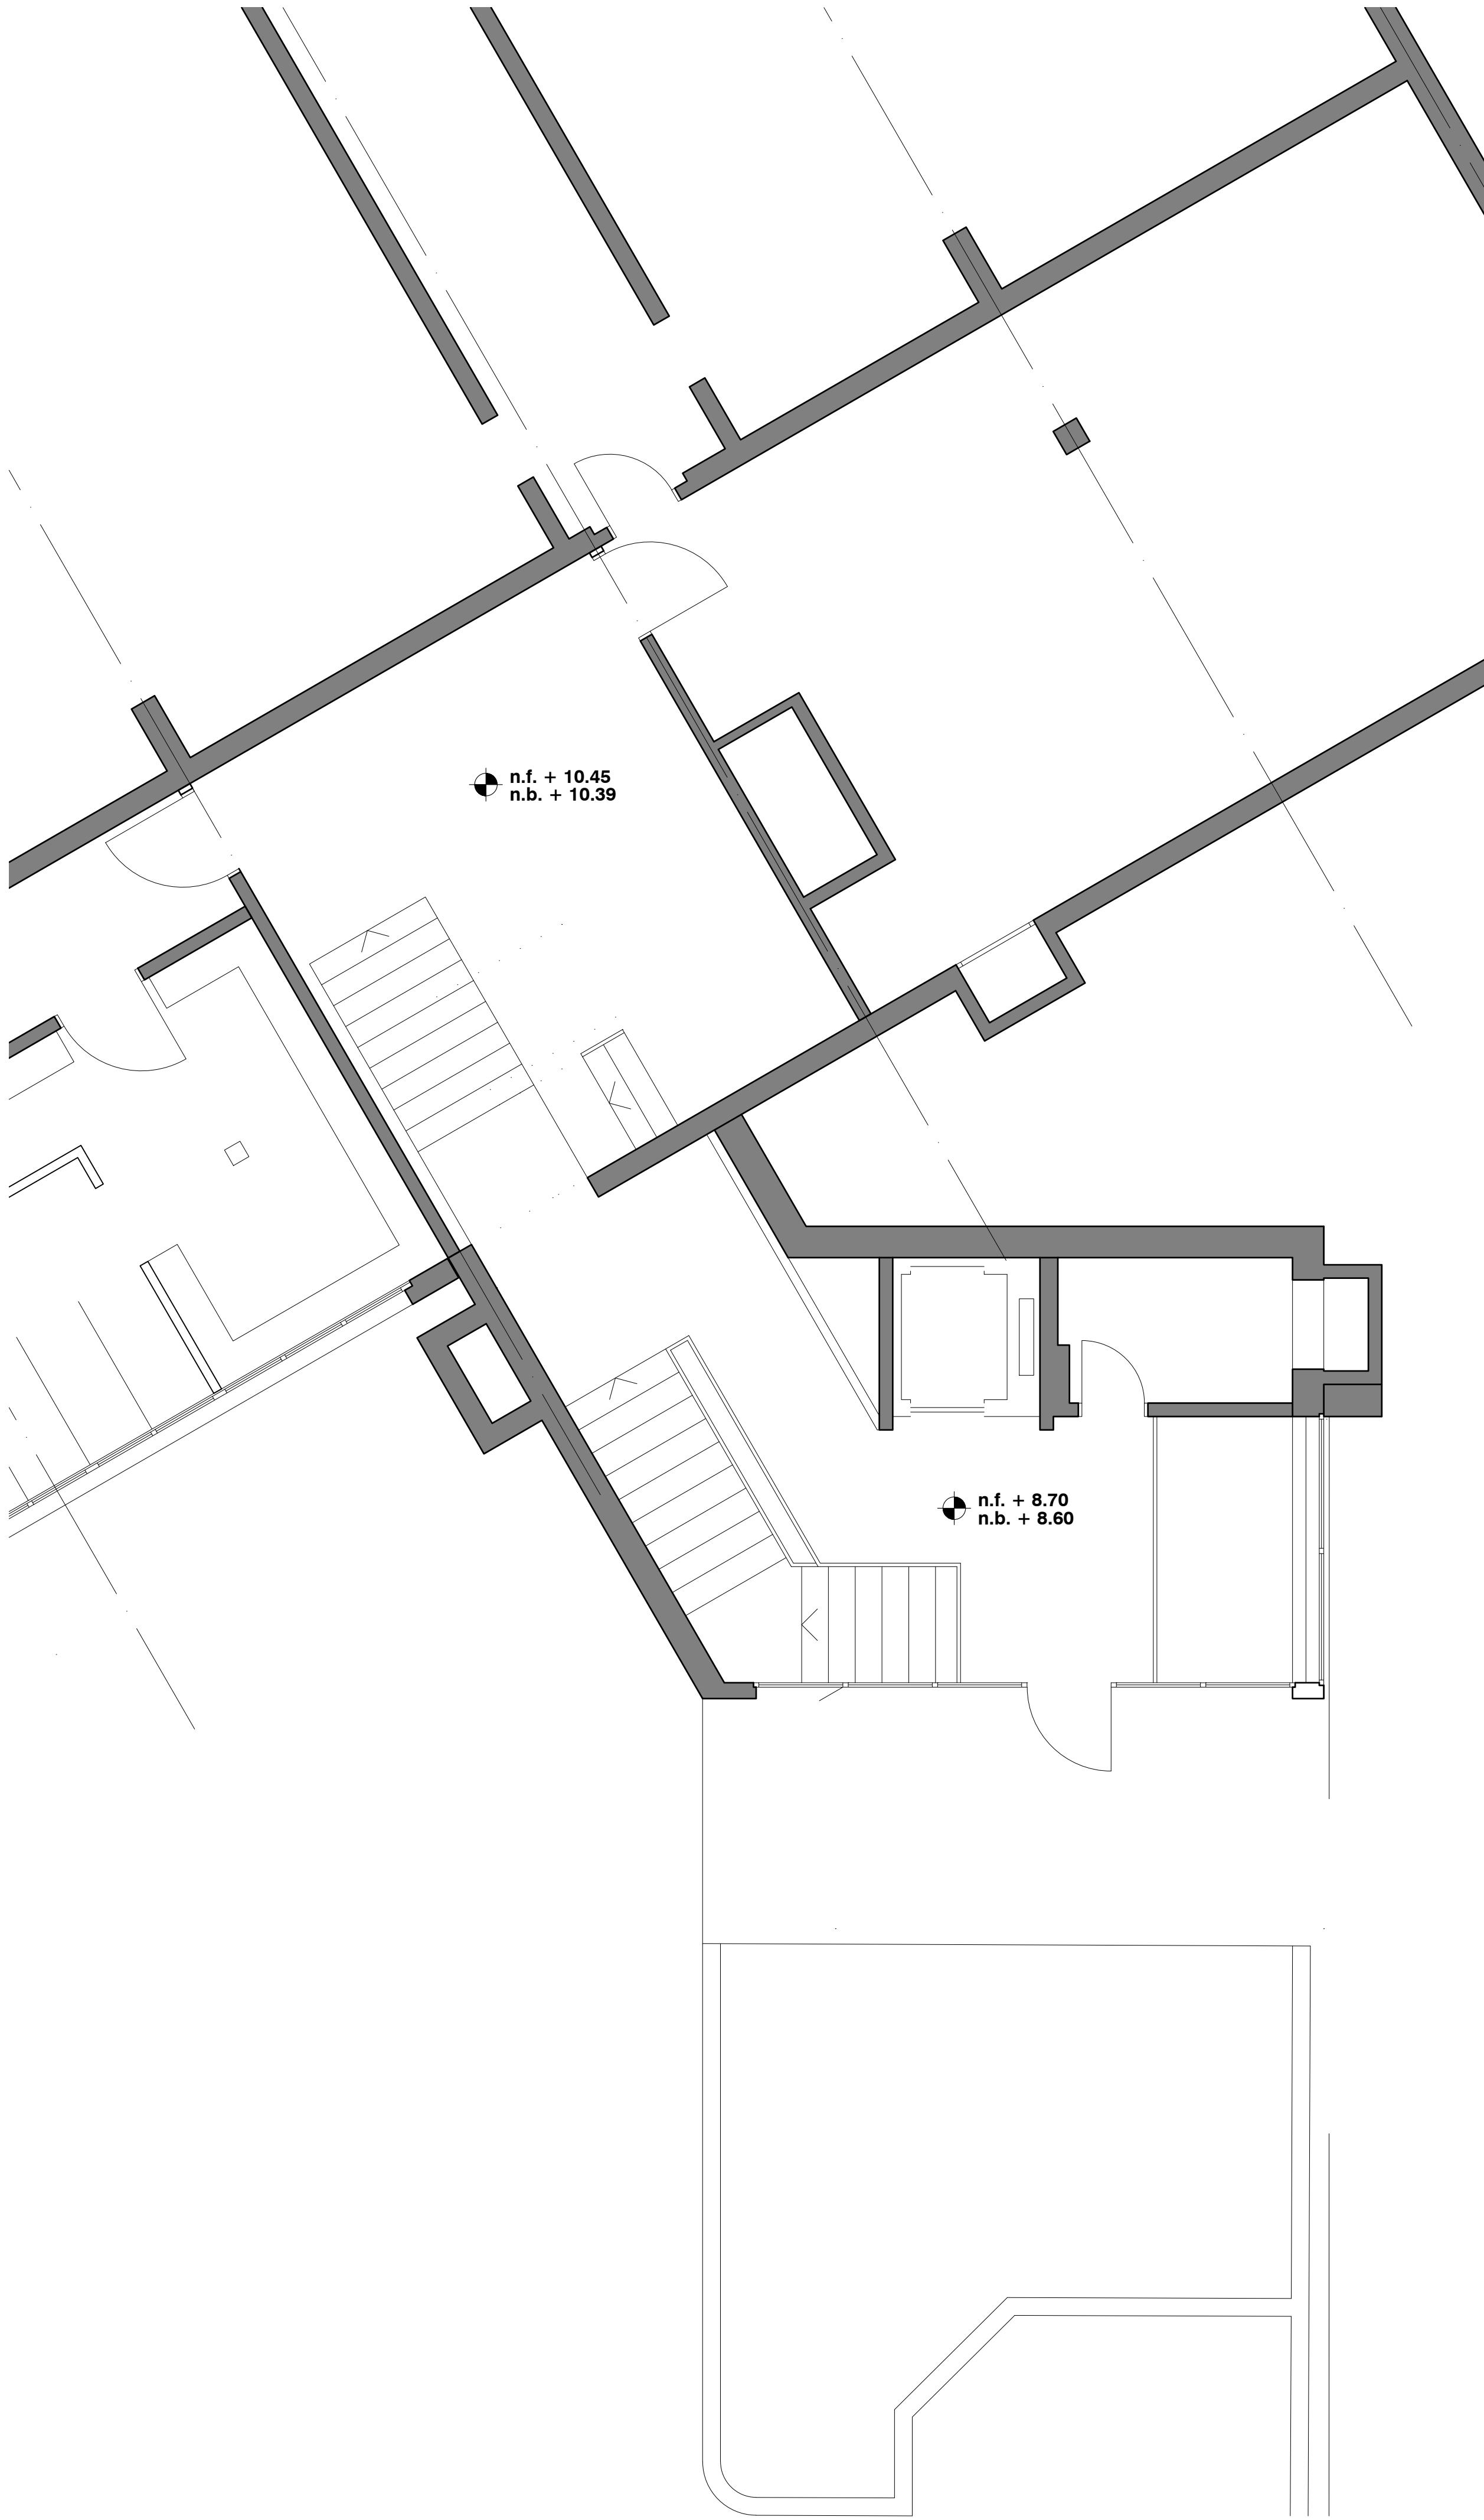 n.f. + 10.45
n.b. + 10.39
n.f. + 8.70
n.b. + 8.60